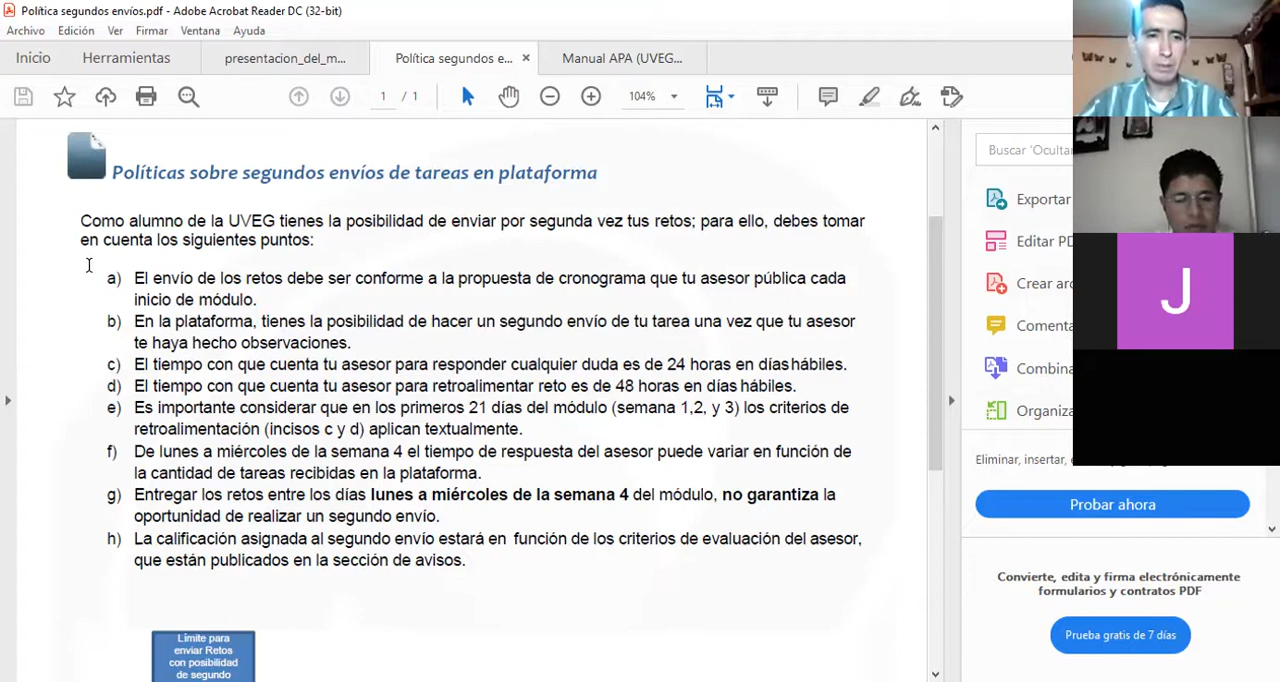 Política segundos envíos.pdf - Adobe Acrobat Reader DC (32-bit)
Archivo Edición Ver Firmar Ventana Ayuda
Inicio Herramientas presentacion_del_m... Política segundos e... × Manual APA (UVEG...
1 / 1 104%
Políticas sobre segundos envíos de tareas en plataforma
Como alumno de la UVEG tienes la posibilidad de enviar por segunda vez tus retos; para ello, debes tomar
en cuenta los siguientes puntos:
a) El envío de los retos debe ser conforme a la propuesta de cronograma que tu asesor pública cada
inicio de módulo.
b) En la plataforma, tienes la posibilidad de hacer un segundo envío de tu tarea una vez que tu asesor
te haya hecho observaciones.
c) El tiempo con que cuenta tu asesor para responder cualquier duda es de 24 horas en días hábiles.
d) El tiempo con que cuenta tu asesor para retroalimentar reto es de 48 horas en días hábiles.
e) Es importante considerar que en los primeros 21 días del módulo (semana 1,2, y 3) los criterios de
retroalimentación (incisos c y d) aplican textualmente.
f) De lunes a miércoles de la semana 4 el tiempo de respuesta del asesor puede variar en función de
la cantidad de tareas recibidas en la plataforma.
g) Entregar los retos entre los días lunes a miércoles de la semana 4 del módulo, no garantiza la
oportunidad de realizar un segundo envío.
h) La calificación asignada al segundo envío estará en función de los criterios de evaluación del asesor,
que están publicados en la sección de avisos.
Límite para
enviar Retos
con posibilidad
de segundo
Buscar 'Ocultar
Exportar
Editar PD
Crear arc
Comenta
Combina
Organiza
Eliminar, insertar,
Probar ahora
Convierte, edita y firma electrónicamente
formularios y contratos PDF
Prueba gratis de 7 días
J